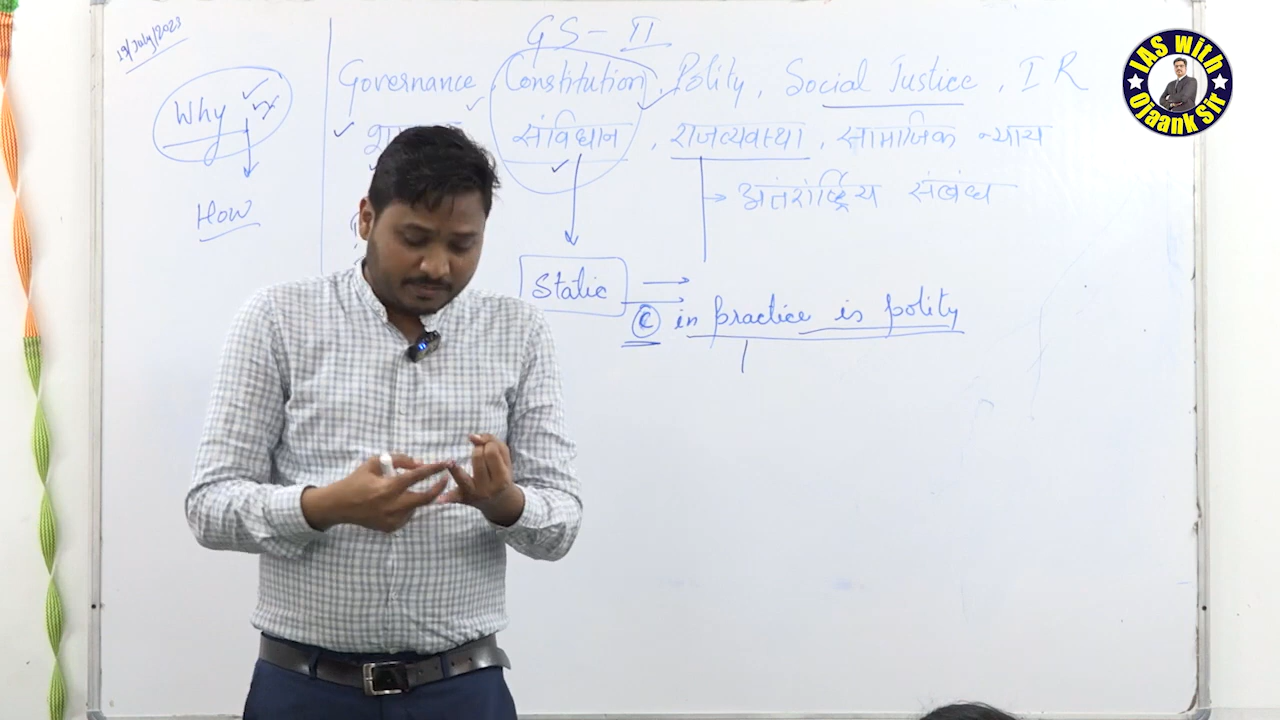 19/July/2023
GS - II
Governance, Constitution, Polity, Social Justice, IR
संविधान, राजव्यवस्था, सामाजिक न्याय
→ अंतर्राष्ट्रीय संबंध
Why
How
Static
© in practice is polity
IAS with
Ojaank Sir